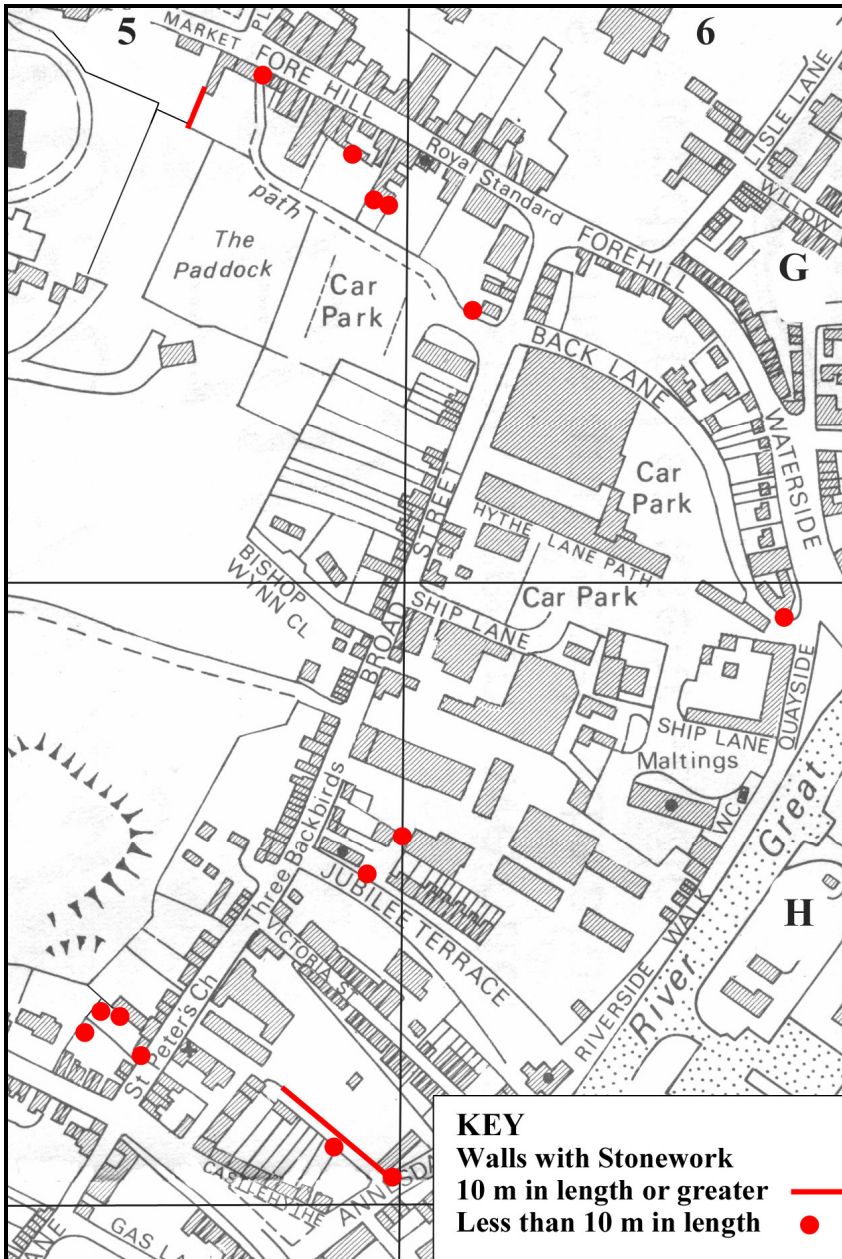 5
6
MARKET
FORE HILL
LISLE LANE
WILLOW
Royal Standard
path
FOREHILL
The
Paddock
G
Car
Park
BACK LANE
WATERSIDE
Car
Park
STREET
HYTHE LANE PATH
BISHOP
WYNN CL
BROAD
Car Park
SHIP LANE
QUAYSIDE
SHIP LANE
Maltings
WC
Great
Three Backbirds
JUBILEE TERRACE
H
VICTORIA ST
WALK
RIVERSIDE
River
St Peter's Ch
CASTLEHYTHE
ANNESDA
GAS LA
ANE
KEY
Walls with Stonework
10 m in length or greater
Less than 10 m in length